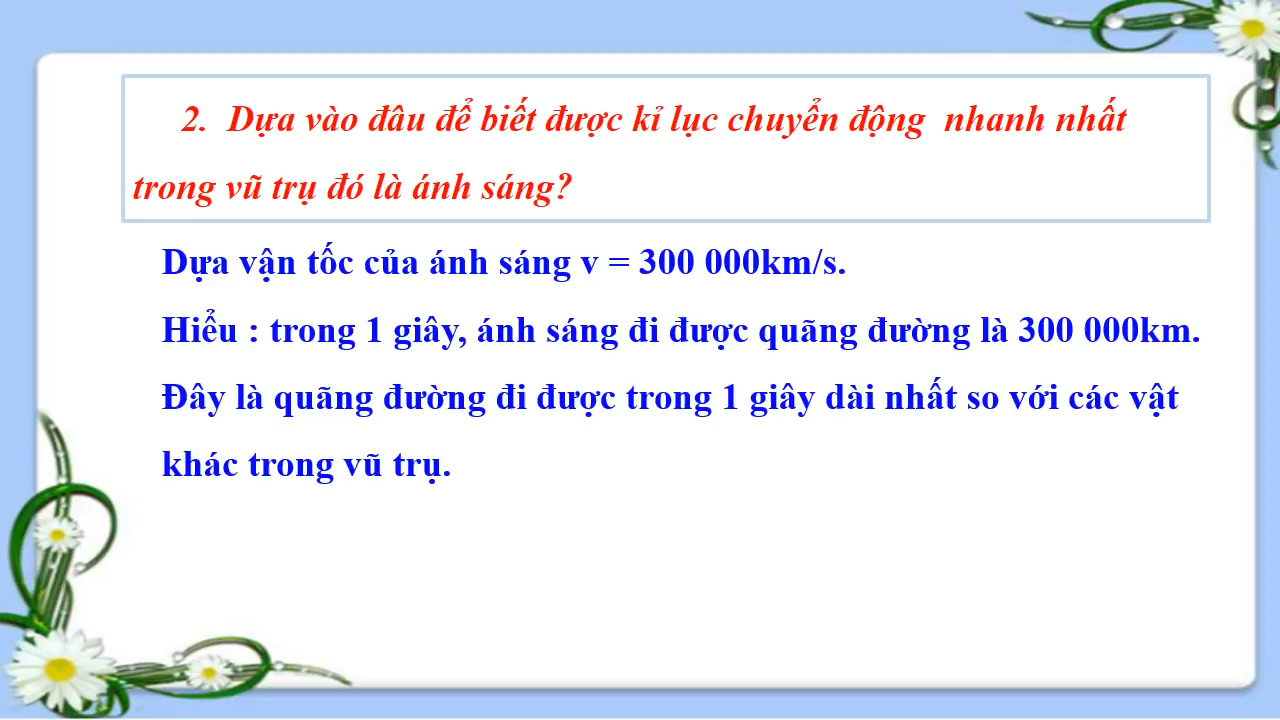 2. Dựa vào đâu để biết được kỉ lục chuyển động nhanh nhất
trong vũ trụ đó là ánh sáng?
Dựa vận tốc của ánh sáng v = 300 000km/s.
Hiểu : trong 1 giây, ánh sáng đi được quãng đường là 300 000km.
Đây là quãng đường đi được trong 1 giây dài nhất so với các vật
khác trong vũ trụ.